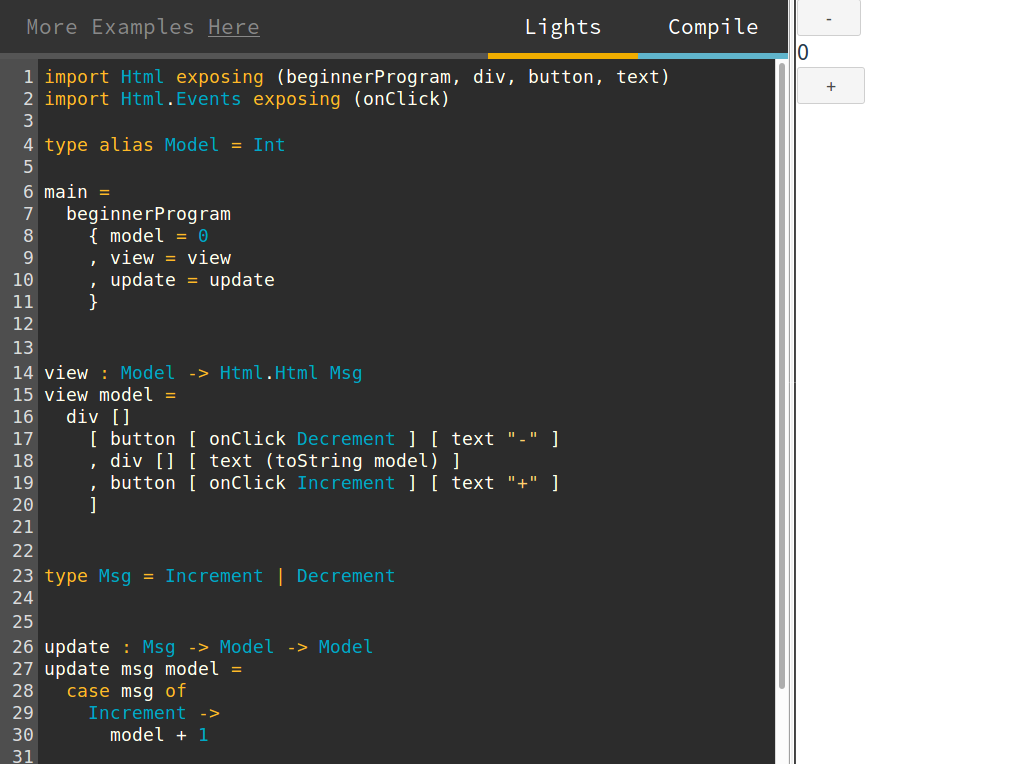 More Examples Here
Lights
Compile
1 import Html exposing (beginnerProgram, div, button, text)
2 import Html.Events exposing (onClick)
3
4 type alias Model = Int
5
6 main =
7   beginnerProgram
8     { model = 0
9     , view = view
10     , update = update
11     }
12
13
14 view : Model -> Html.Html Msg
15 view model =
16   div []
17     [ button [ onClick Decrement ] [ text "-" ]
18     , div [] [ text (toString model) ]
19     , button [ onClick Increment ] [ text "+" ]
20     ]
21
22
23 type Msg = Increment | Decrement
24
25
26 update : Msg -> Model -> Model
27 update msg model =
28   case msg of
29     Increment ->
30       model + 1
31
-
0
+